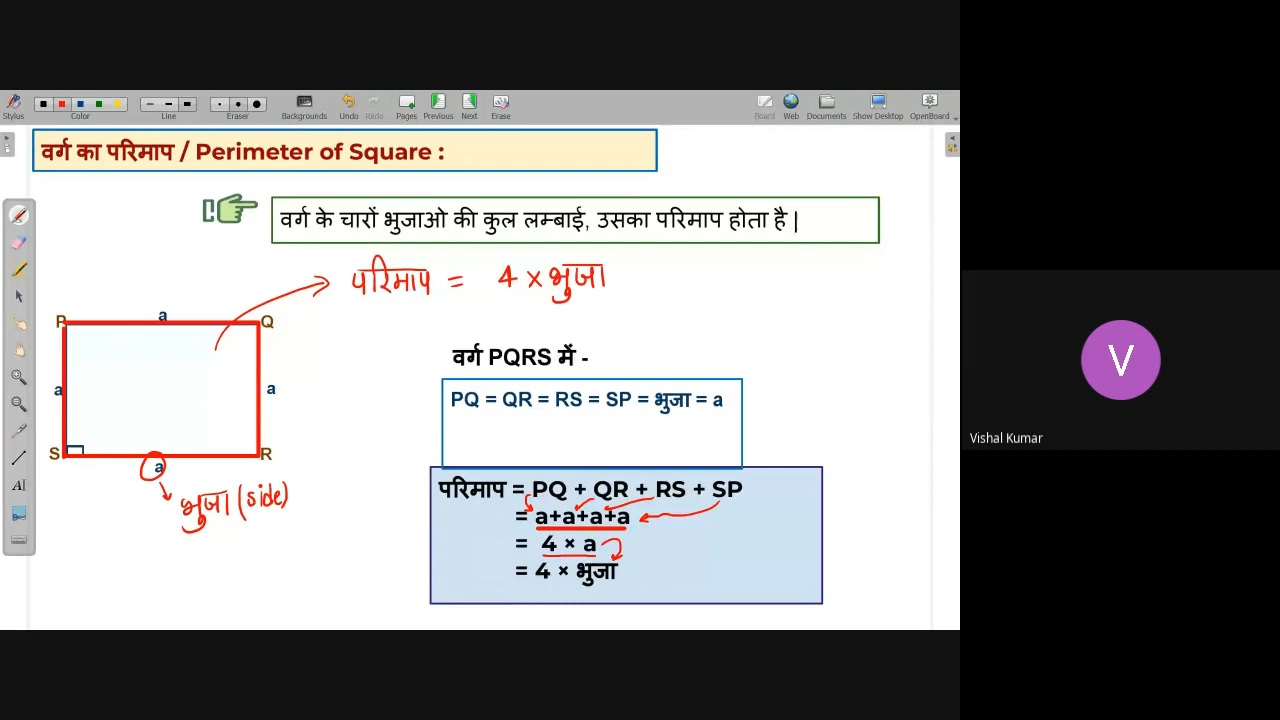 Stylus Color Line Eraser Backgrounds Undo Redo Pages Previous Next Erase Board Web Documents Show Desktop OpenBoard
वर्ग का परिमाप / Perimeter of Square :
वर्ग के चारों भुजाओ की कुल लम्बाई, उसका परिमाप होता है |
परिमाप = 4 × भुजा
P a Q
a a
S a R
भुजा (side)
वर्ग PQRS में -
PQ = QR = RS = SP = भुजा = a
परिमाप = PQ + QR + RS + SP
= a+a+a+a
= 4 × a
= 4 × भुजा
V
Vishal Kumar